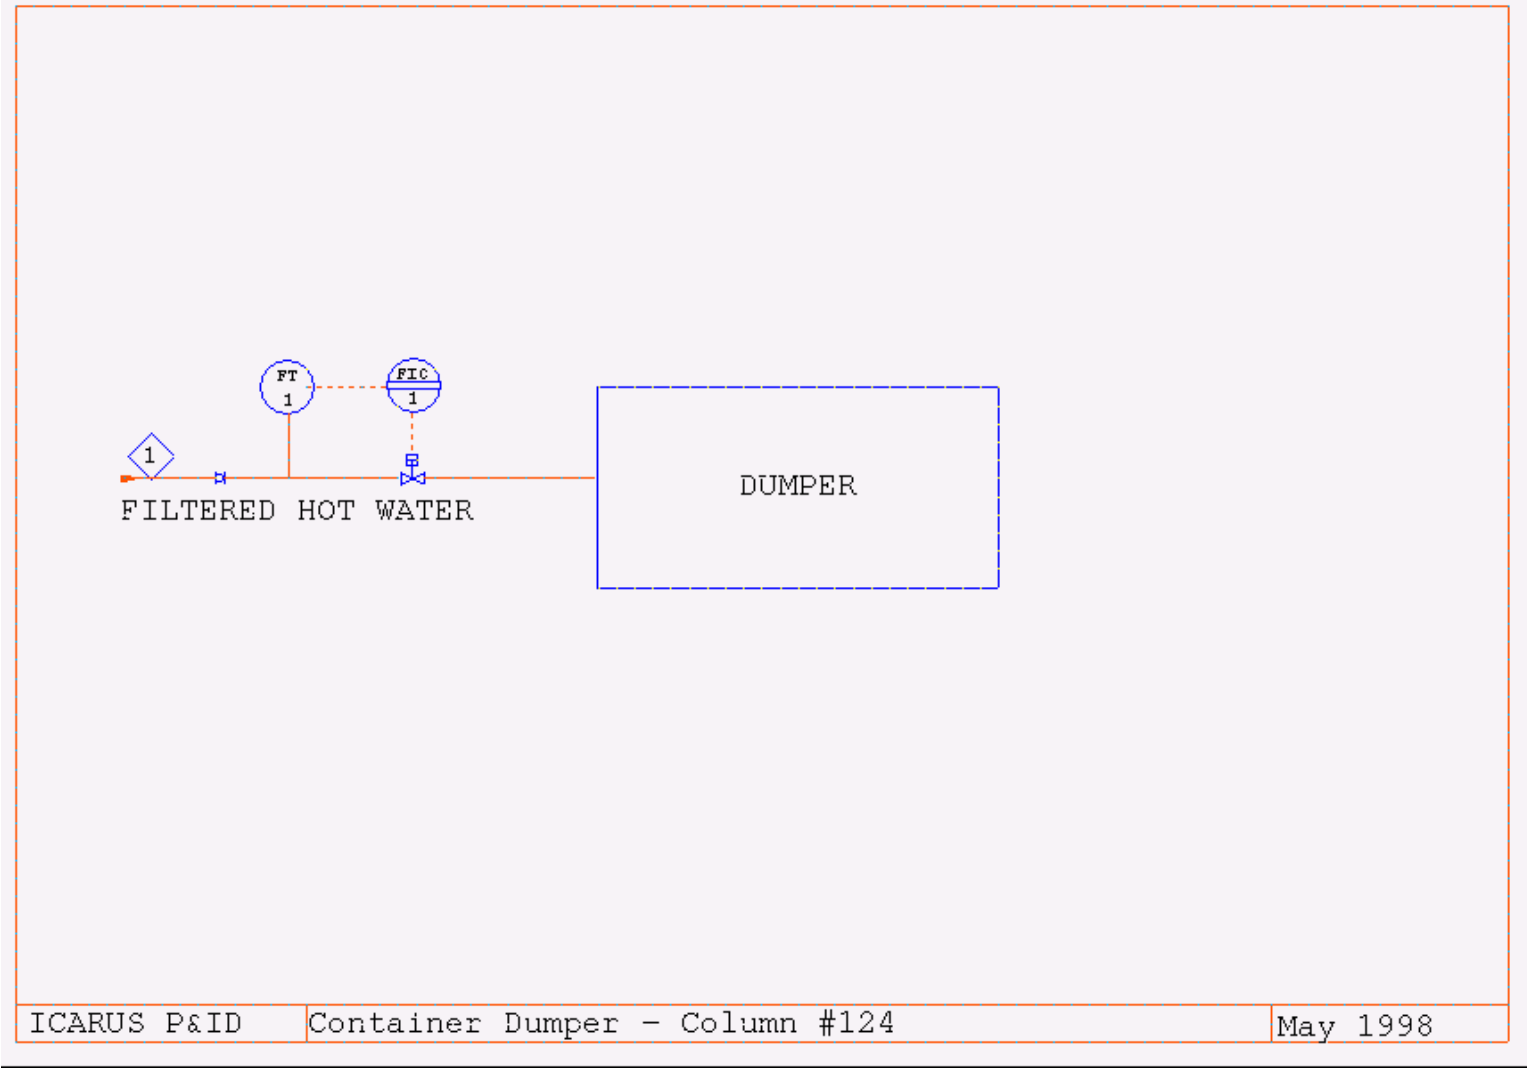 FT
1
FIC
1
1
FILTERED HOT WATER
DUMPER
ICARUS P&ID
Container Dumper - Column #124
May 1998